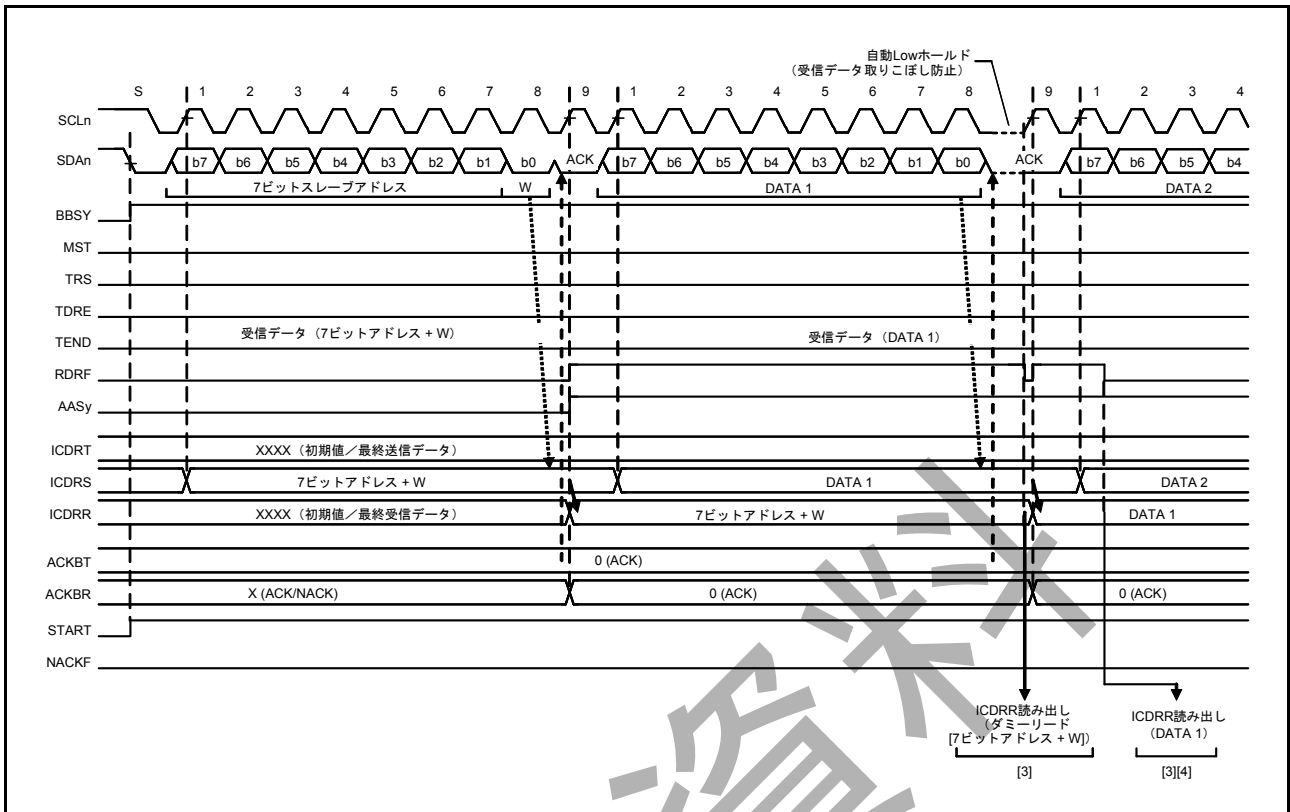 自動Lowホールド
(受信データ取りこぼし防止)
S 1 2 3 4 5 6 7 8 9 1 2 3 4 5 6 7 8 9 1 2 3 4
SCLn
SDAn b7 b6 b5 b4 b3 b2 b1 b0 ACK b7 b6 b5 b4 b3 b2 b1 b0 ACK b7 b6 b5 b4
7ビットスレーブアドレス W DATA 1 DATA 2
BBSY
MST
TRS
TDRE
受信データ (7ビットアドレス + W) 受信データ (DATA 1)
TEND
RDRF
AASy
ICDRT XXXX (初期値/最終送信データ)
ICDRS 7ビットアドレス + W DATA 1 DATA 2
ICDRR XXXX (初期値/最終受信データ) 7ビットアドレス + W DATA 1
ACKBT 0 (ACK)
ACKBR X (ACK/NACK) 0 (ACK) 0 (ACK)
START
NACKF
ICDRR読み出し
(ダミーリード
[7ビットアドレス + W])
[3]
ICDRR読み出し
(DATA 1)
[3][4]
資料